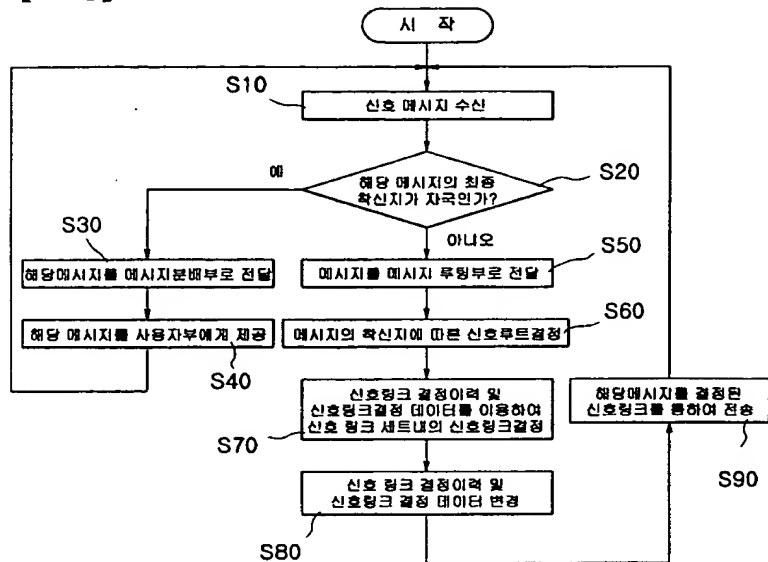 시 작
S10
신호 메시지 수신
예
해당 메시지의 최종
착신지가 자국인가?
S20
아니오
S30
해당메시지를 메시지분배부로 전달
S50
메시지를 메시지 루팅부로 전달
해당 메시지를 사용자부에게 제공
S40
S60
메시지의 착신지에 따른 신호루트결정
신호링크 결정이력 및
신호링크결정 데이터를 이용하여
신호 링크 세트내의 신호링크결정
S70
해당메시지를 결정된
신호링크를 통하여 전송
S90
신호 링크 결정이력 및
신호링크 결정 데이터 변경
S80